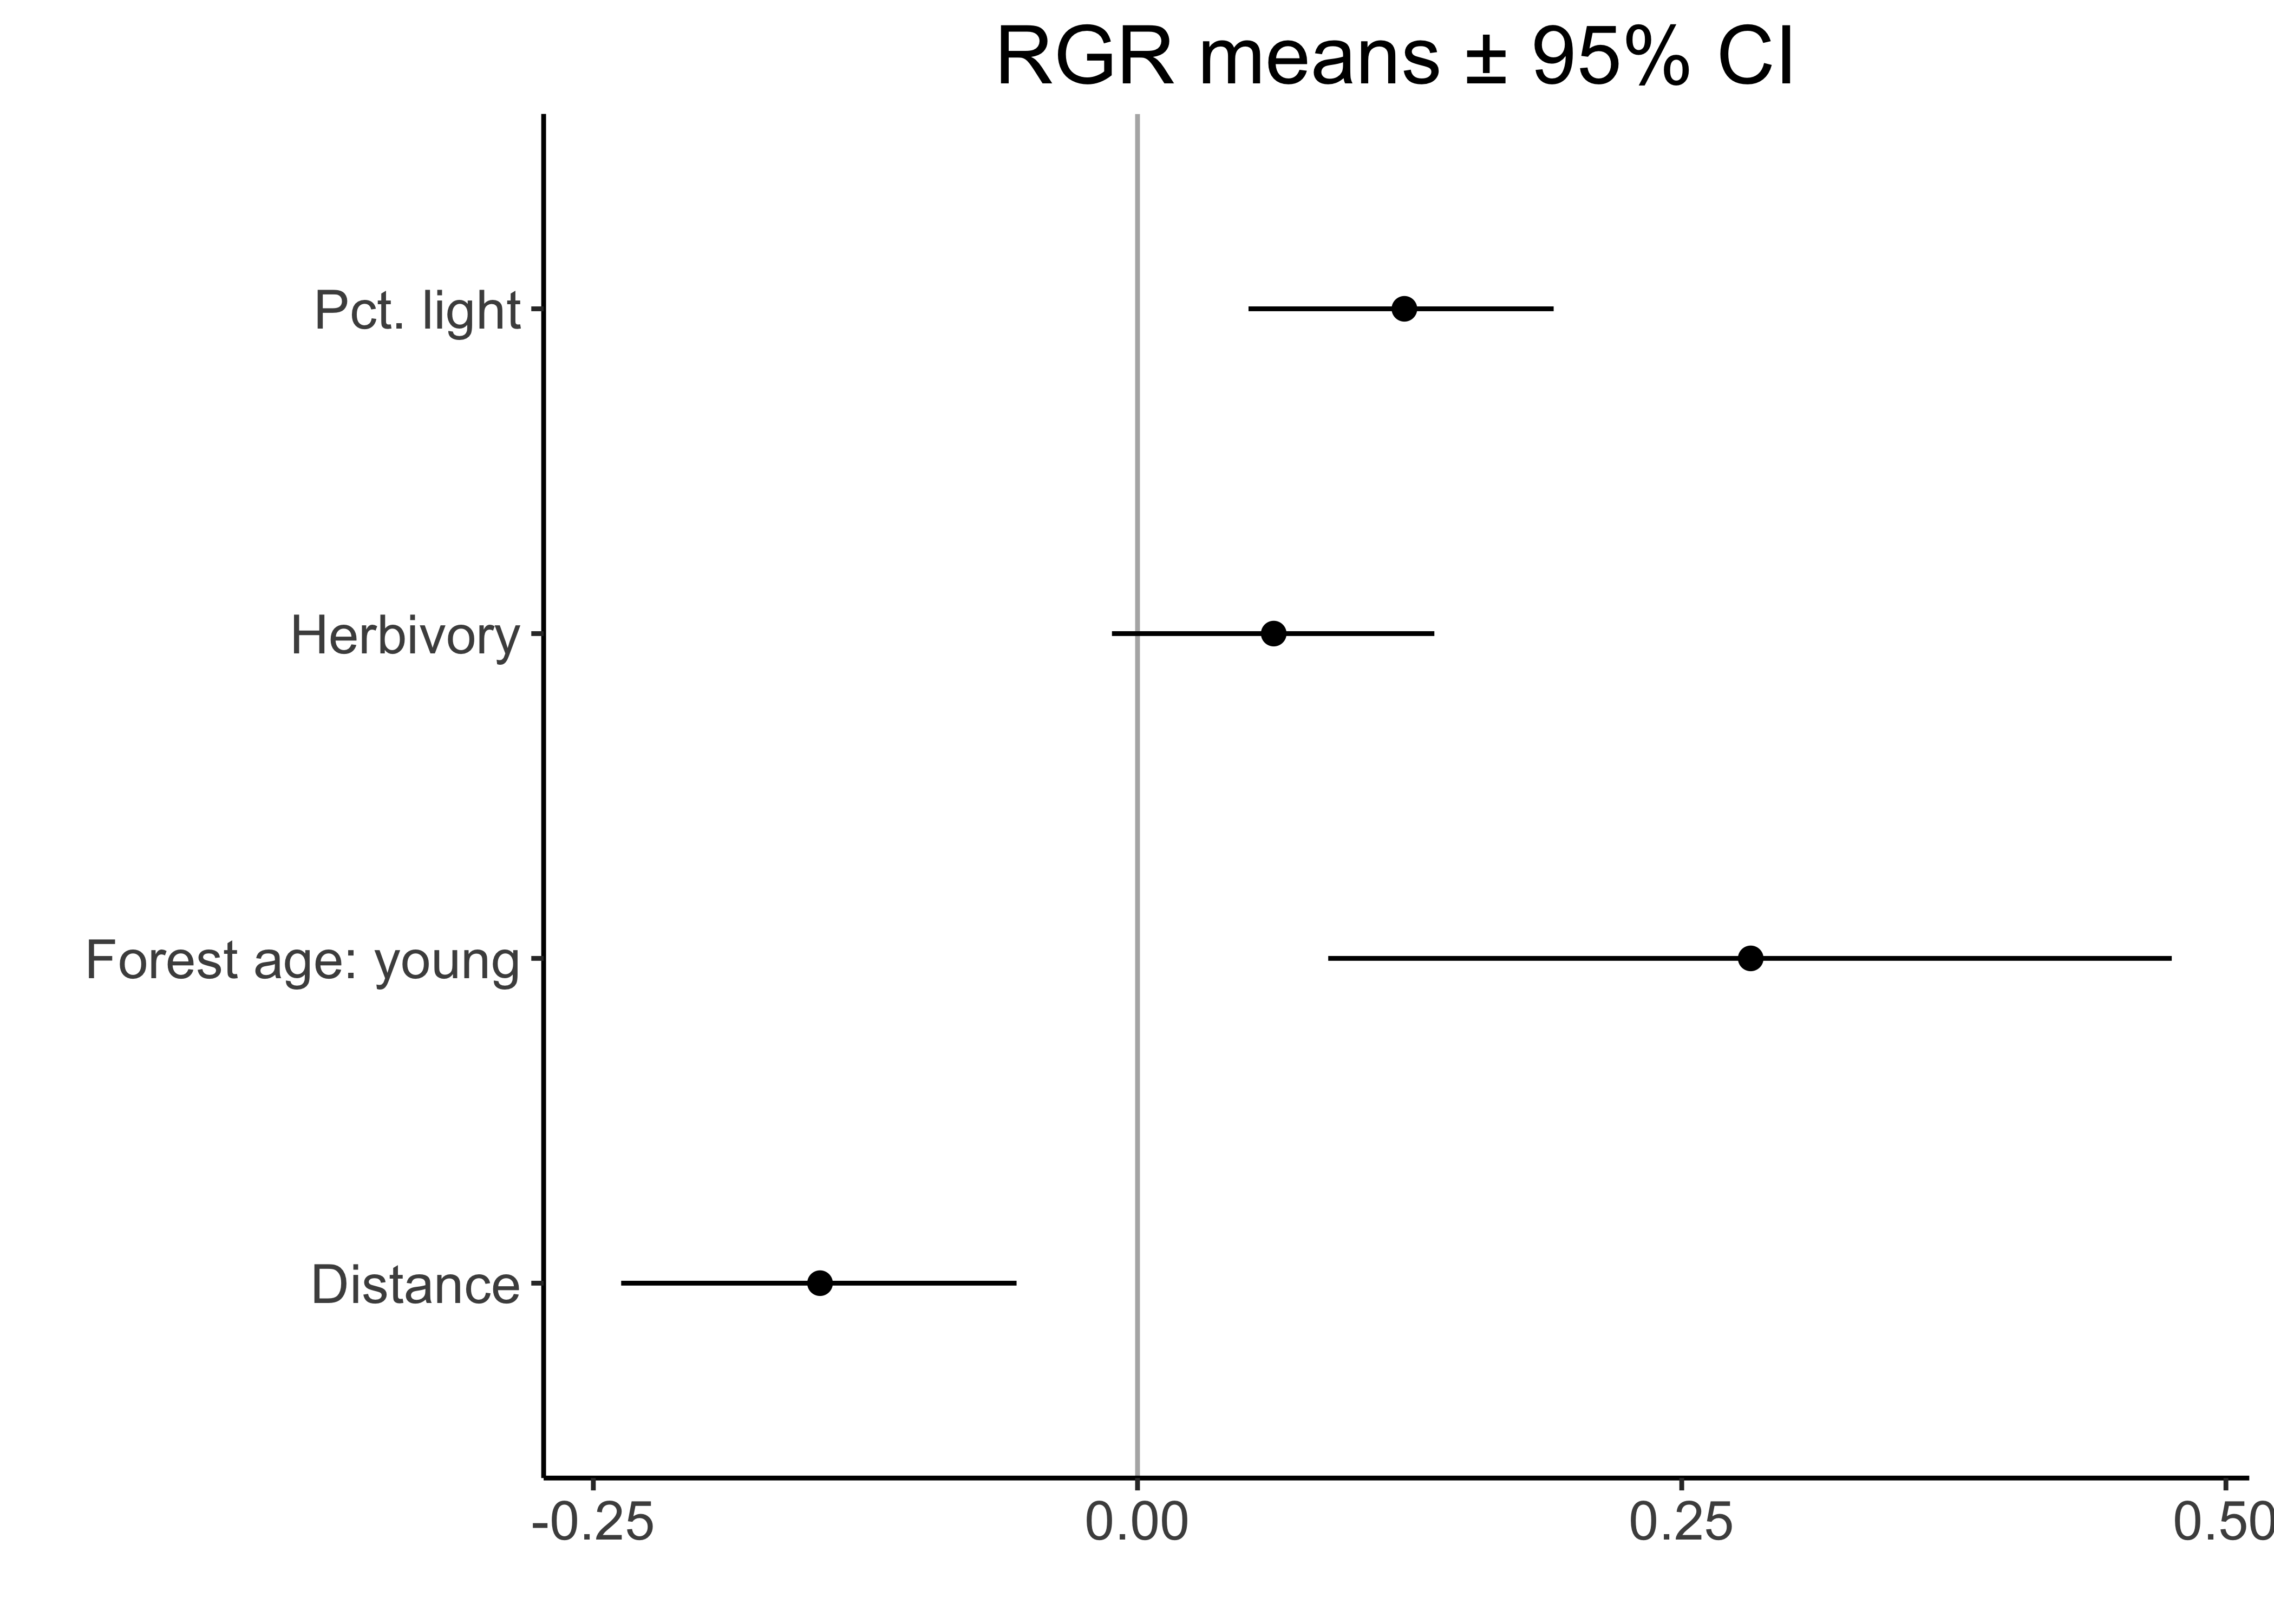 RGR means ± 95% CI
Pct. light
Herbivory
Forest age: young
Distance
-0.25 0.00 0.25 0.50